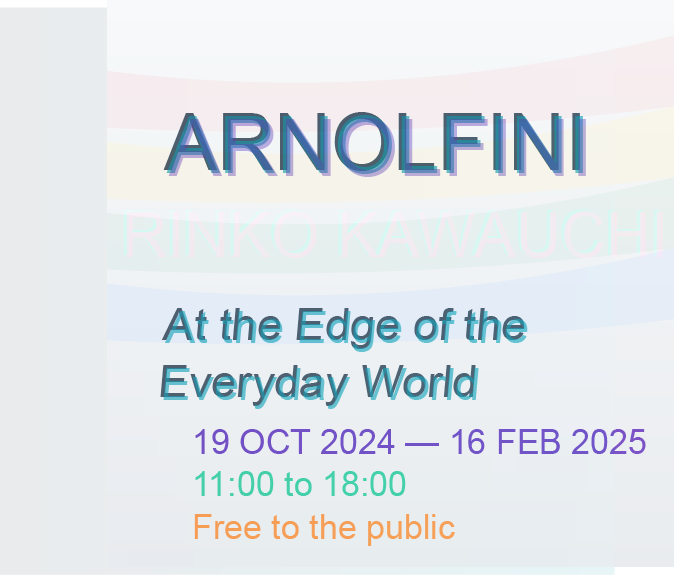 ARNOLFINI
RINKO KAWAUCHI
At the Edge of the
Everyday World
19 OCT 2024 — 16 FEB 2025
11:00 to 18:00
Free to the public